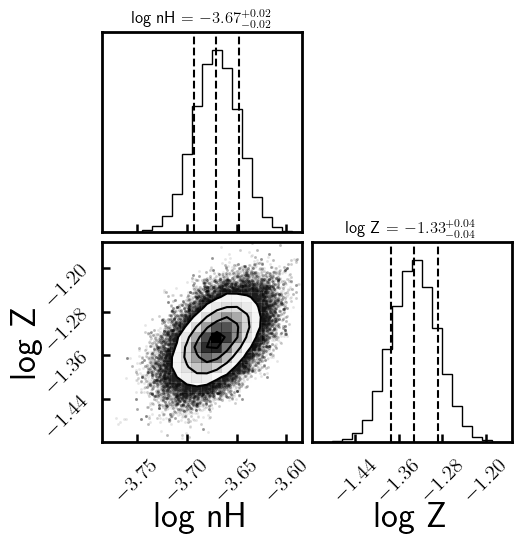 log nH = −3.67+0.02−0.02
log Z = −1.33+0.04−0.04
log Z
−1.20
−1.28
−1.36
−1.44
−3.75 −3.70 −3.65 −3.60
−1.44 −1.36 −1.28 −1.20
log nH
log Z